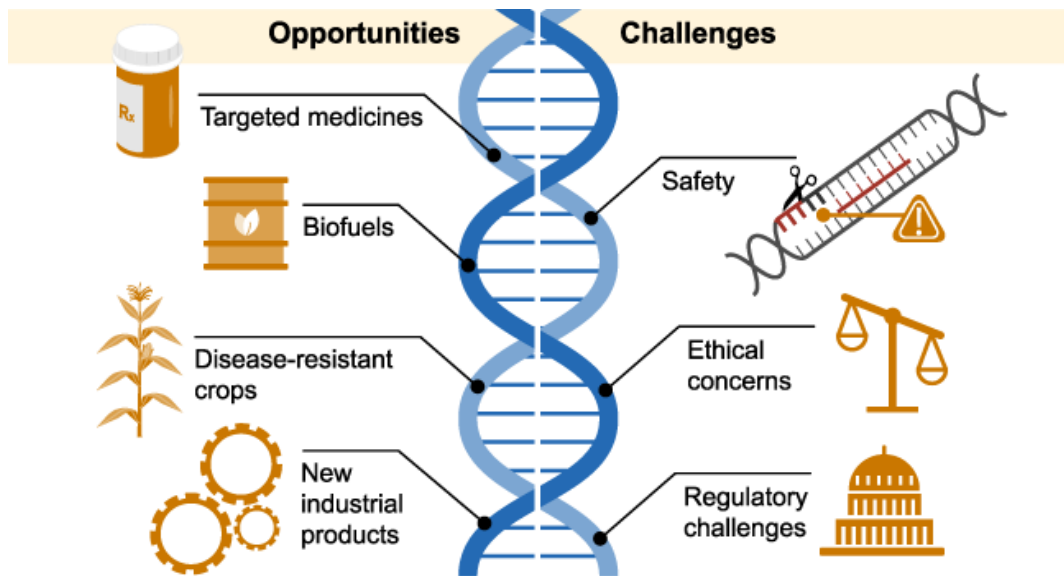 Opportunities
Challenges
Rx
Targeted medicines
Safety
Biofuels
Disease-resistant
crops
Ethical
concerns
New
industrial
products
Regulatory
challenges